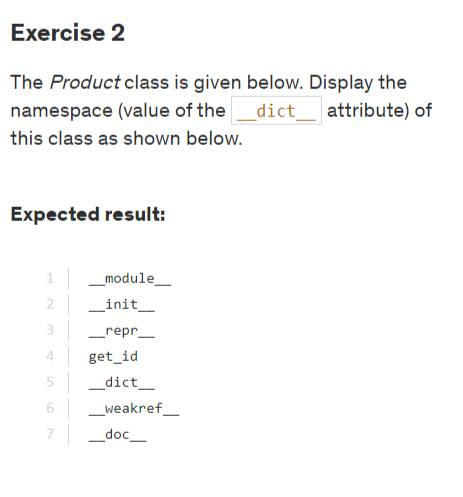 Exercise 2
The Product class is given below. Display the
namespace (value of the __dict__ attribute) of
this class as shown below.
Expected result:
1 __module__
2 __init__
3 __repr__
4 get_id
5 __dict__
6 __weakref__
7 __doc__